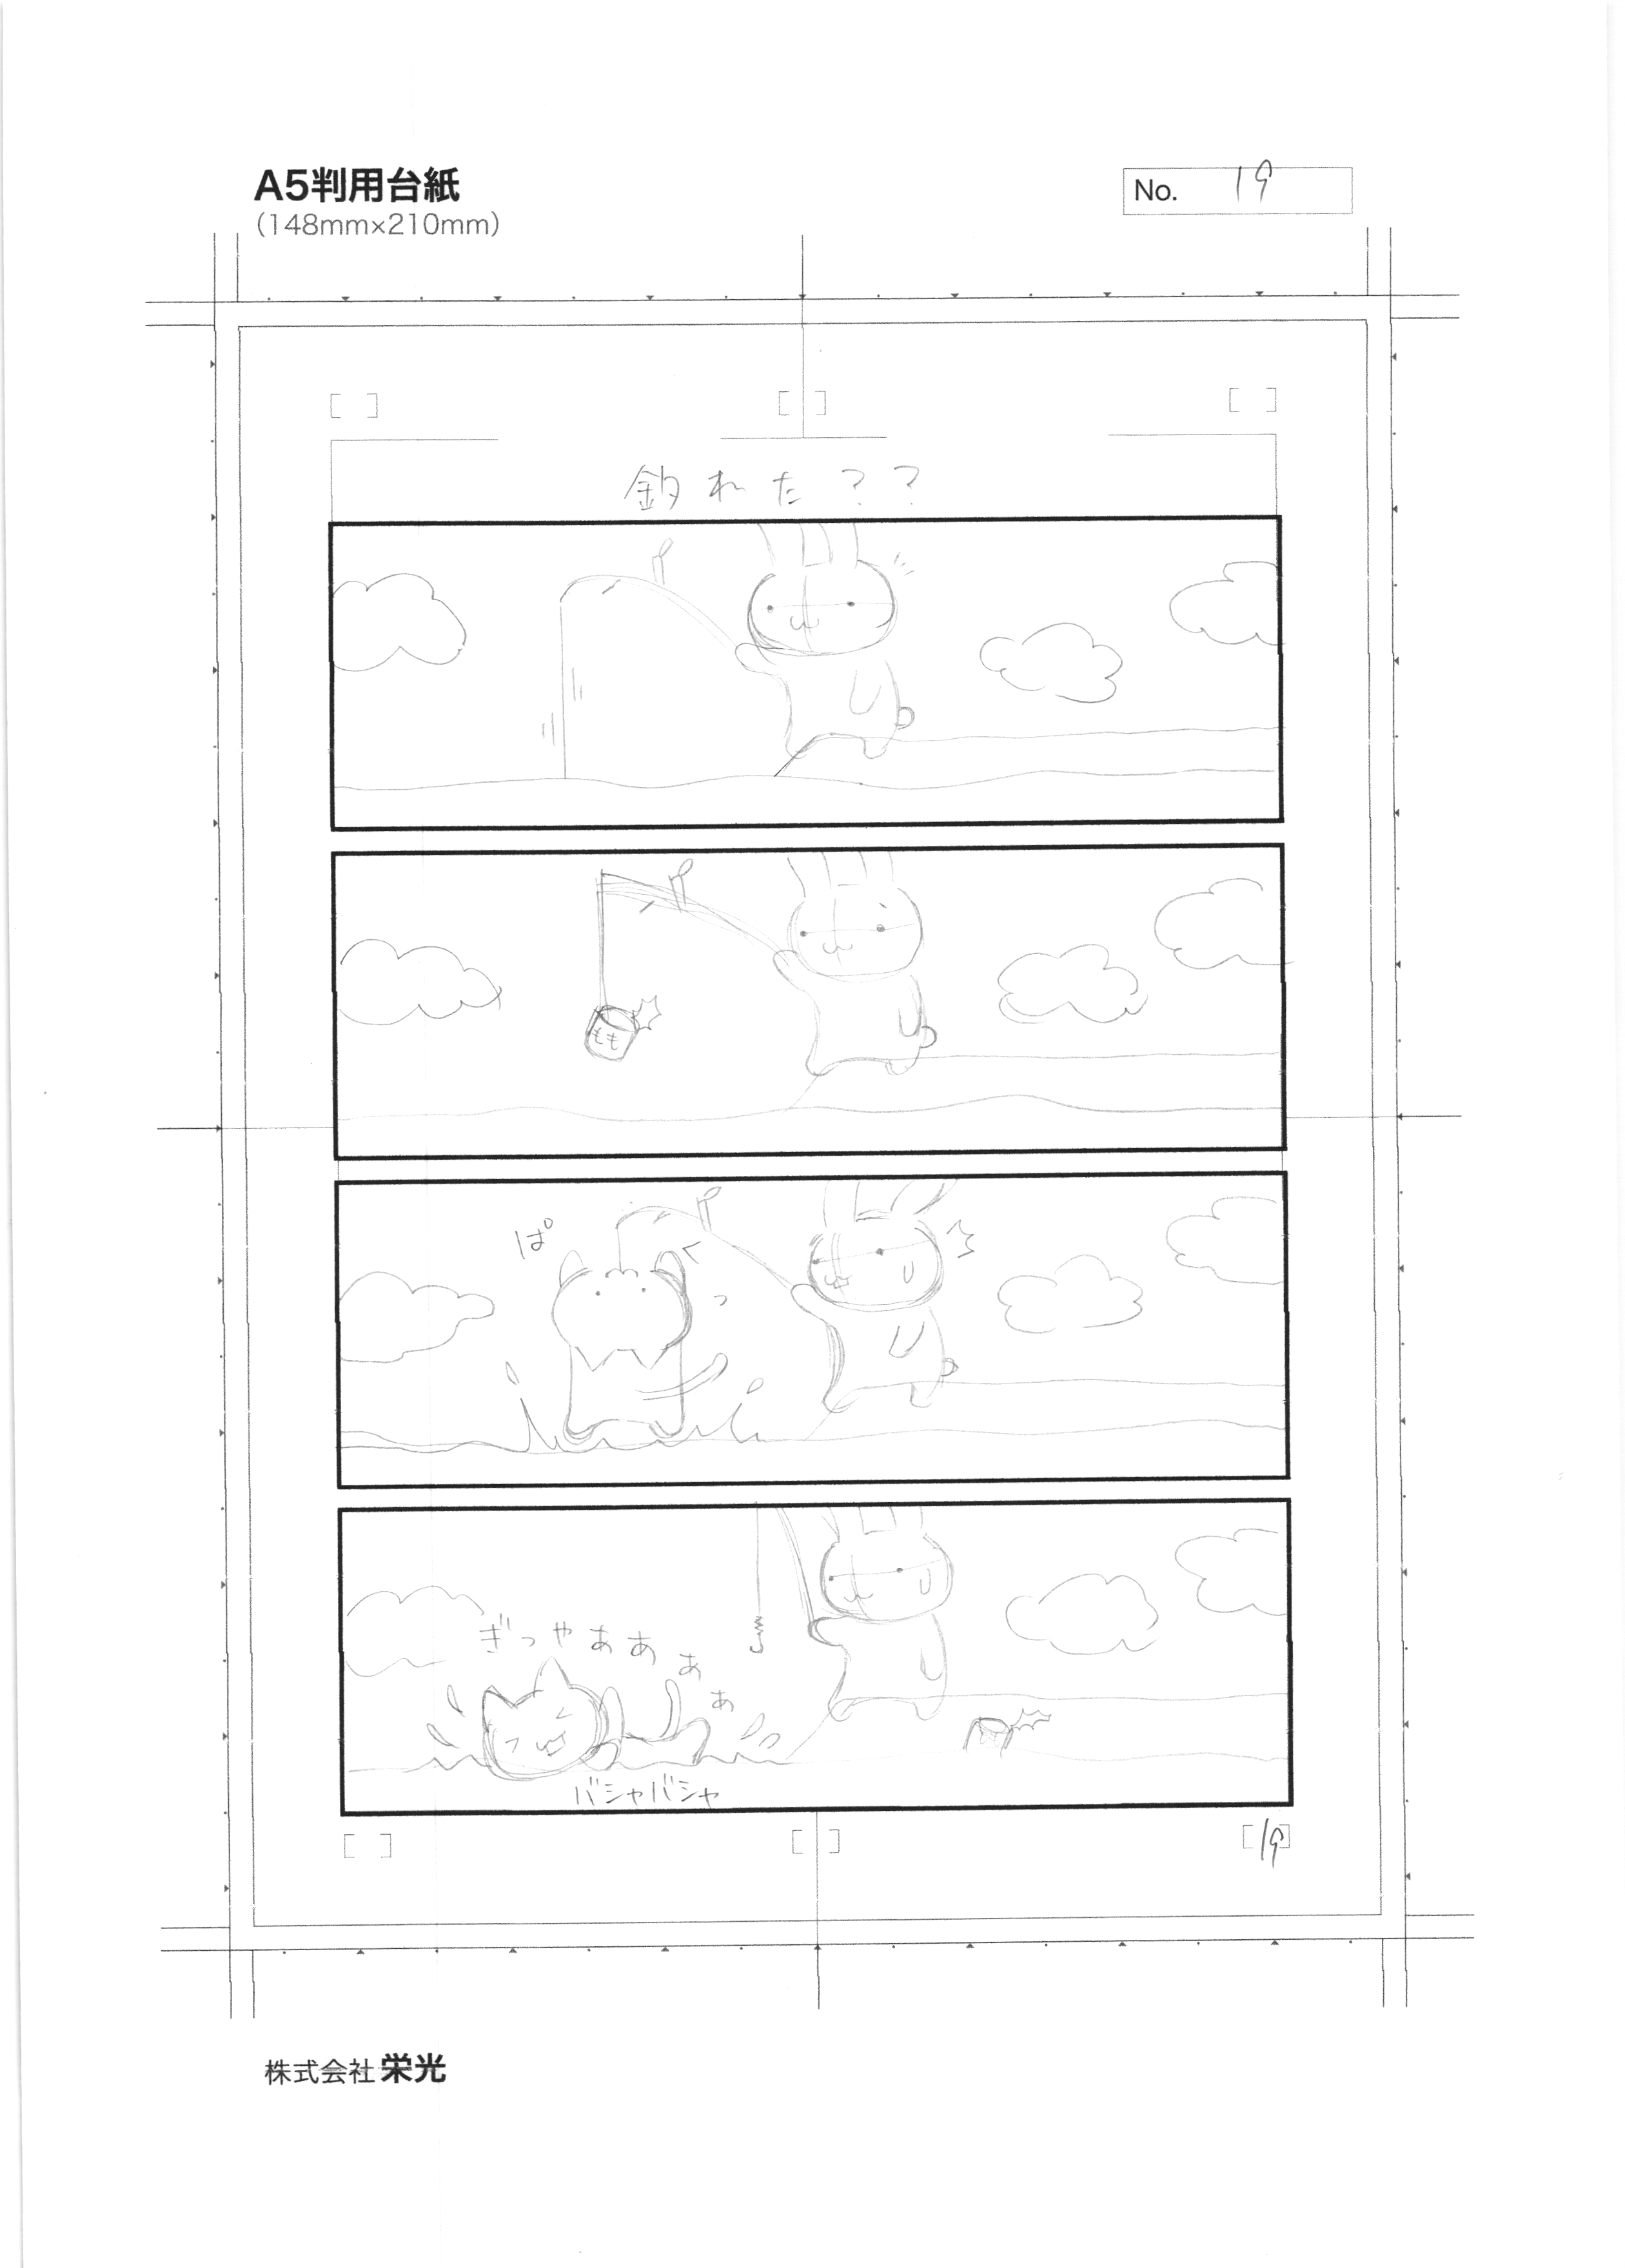 A5判用台紙
(148mm×210mm)
No. 19
釣れた??
もも
ぱくっ
ぎっやああああ
バシャバシャ
19
株式会社 栄光